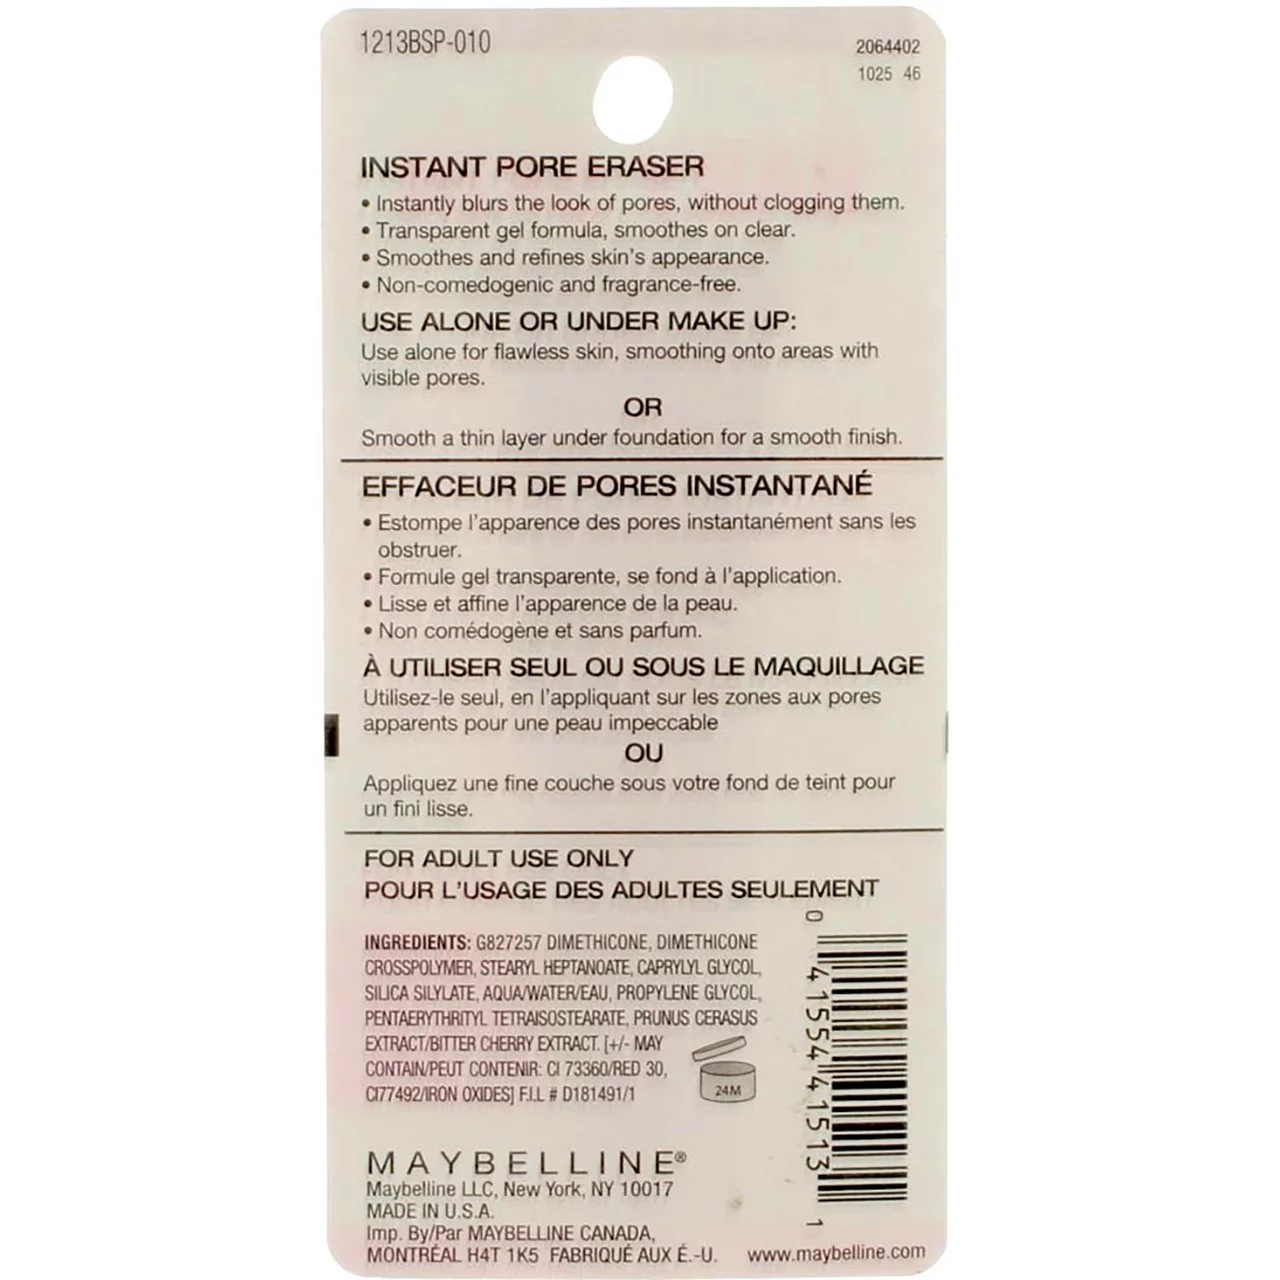 1213BSP-010
2064402
1025 46
INSTANT PORE ERASER
• Instantly blurs the look of pores, without clogging them.
• Transparent gel formula, smoothes on clear.
• Smoothes and refines skin's appearance.
• Non-comedogenic and fragrance-free.
USE ALONE OR UNDER MAKE UP:
Use alone for flawless skin, smoothing onto areas with
visible pores.
OR
Smooth a thin layer under foundation for a smooth finish.
EFFACEUR DE PORES INSTANTANÉ
• Estompe l'apparence des pores instantanément sans les
obstruer.
• Formule gel transparente, se fond à l'application.
• Lisse et affine l'apparence de la peau.
• Non comédogène et sans parfum.
À UTILISER SEUL OU SOUS LE MAQUILLAGE
Utilisez-le seul, en l'appliquant sur les zones aux pores
apparents pour une peau impeccable
OU
Appliquez une fine couche sous votre fond de teint pour
un fini lisse.
FOR ADULT USE ONLY
POUR L'USAGE DES ADULTES SEULEMENT
INGREDIENTS: G827257 DIMETHICONE, DIMETHICONE
CROSSPOLYMER, STEARYL HEPTANOATE, CAPRYLYL GLYCOL,
SILICA SILYLATE, AQUA/WATER/EAU, PROPYLENE GLYCOL,
PENTAERYTHRITYL TETRAISOSTEARATE, PRUNUS CERASUS
EXTRACT/BITTER CHERRY EXTRACT. [+/- MAY
CONTAIN/PEUT CONTENIR: CI 73360/RED 30,
CI77492/IRON OXIDES] F.I.L # D181491/1
24M
0 41554 41513 1
MAYBELLINE®
Maybelline LLC, New York, NY 10017
MADE IN U.S.A.
Imp. By/Par MAYBELLINE CANADA,
MONTRÉAL H4T 1K5 FABRIQUÉ AUX É.-U.
www.maybelline.com